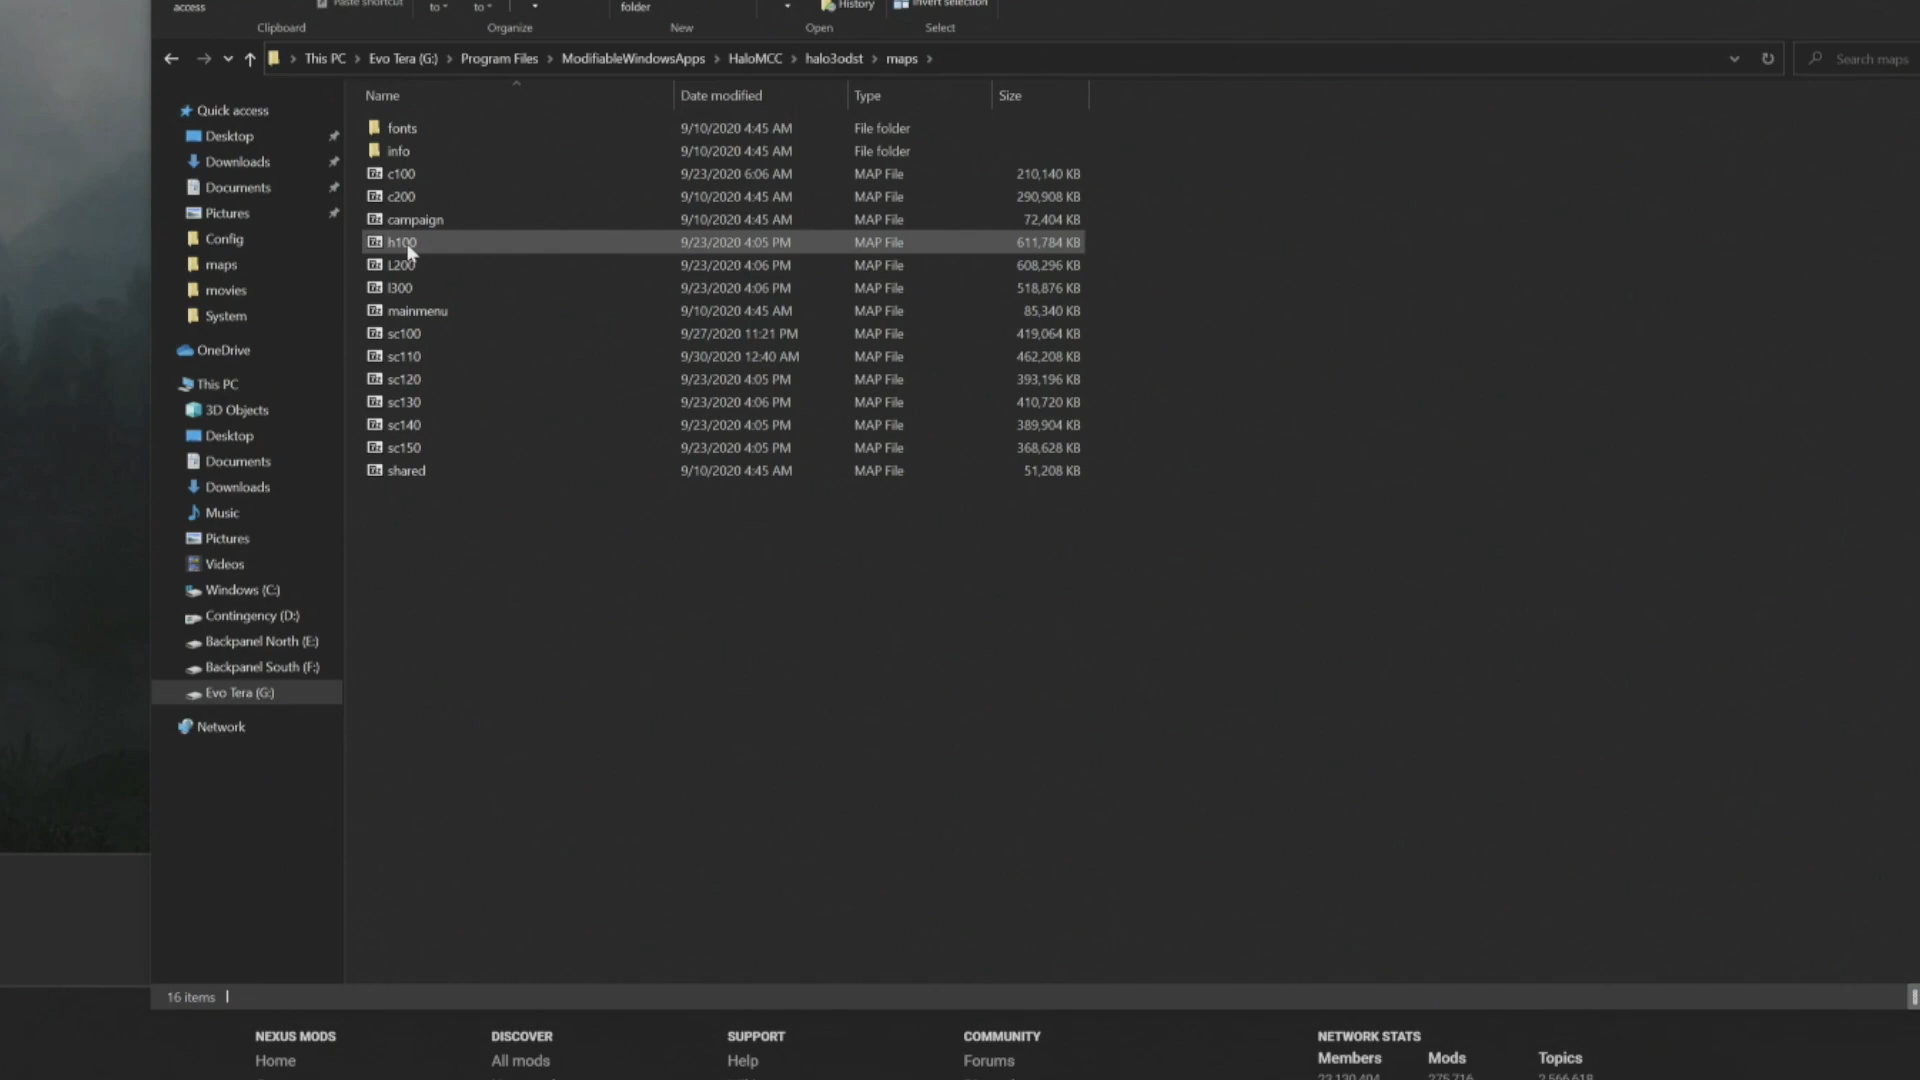 access
Paste shortcut
to
to
folder
History
Invert selection
Clipboard
Organize
New
Open
Select
This PC > Evo Tera (G:) > Program Files > ModifiableWindowsApps > HaloMCC > halo3odst > maps >
Search maps
Name Date modified Type Size
fonts 9/10/2020 4:45 AM File folder
info 9/10/2020 4:45 AM File folder
c100 9/23/2020 6:06 AM MAP File 210,140 KB
c200 9/10/2020 4:45 AM MAP File 290,908 KB
campaign 9/10/2020 4:45 AM MAP File 72,404 KB
h100 9/23/2020 4:05 PM MAP File 611,784 KB
L200 9/23/2020 4:06 PM MAP File 608,296 KB
l300 9/23/2020 4:06 PM MAP File 518,876 KB
mainmenu 9/10/2020 4:45 AM MAP File 85,340 KB
sc100 9/27/2020 11:21 PM MAP File 419,064 KB
sc110 9/30/2020 12:40 AM MAP File 462,208 KB
sc120 9/23/2020 4:05 PM MAP File 393,196 KB
sc130 9/23/2020 4:06 PM MAP File 410,720 KB
sc140 9/23/2020 4:05 PM MAP File 389,904 KB
sc150 9/23/2020 4:05 PM MAP File 368,628 KB
shared 9/10/2020 4:45 AM MAP File 51,208 KB
Quick access
Desktop
Downloads
Documents
Pictures
Config
maps
movies
System
OneDrive
This PC
3D Objects
Desktop
Documents
Downloads
Music
Pictures
Videos
Windows (C:)
Contingency (D:)
Backpanel North (E:)
Backpanel South (F:)
Evo Tera (G:)
Network
16 items
NEXUS MODS
Home
DISCOVER
All mods
SUPPORT
Help
COMMUNITY
Forums
NETWORK STATS
Members Mods Topics